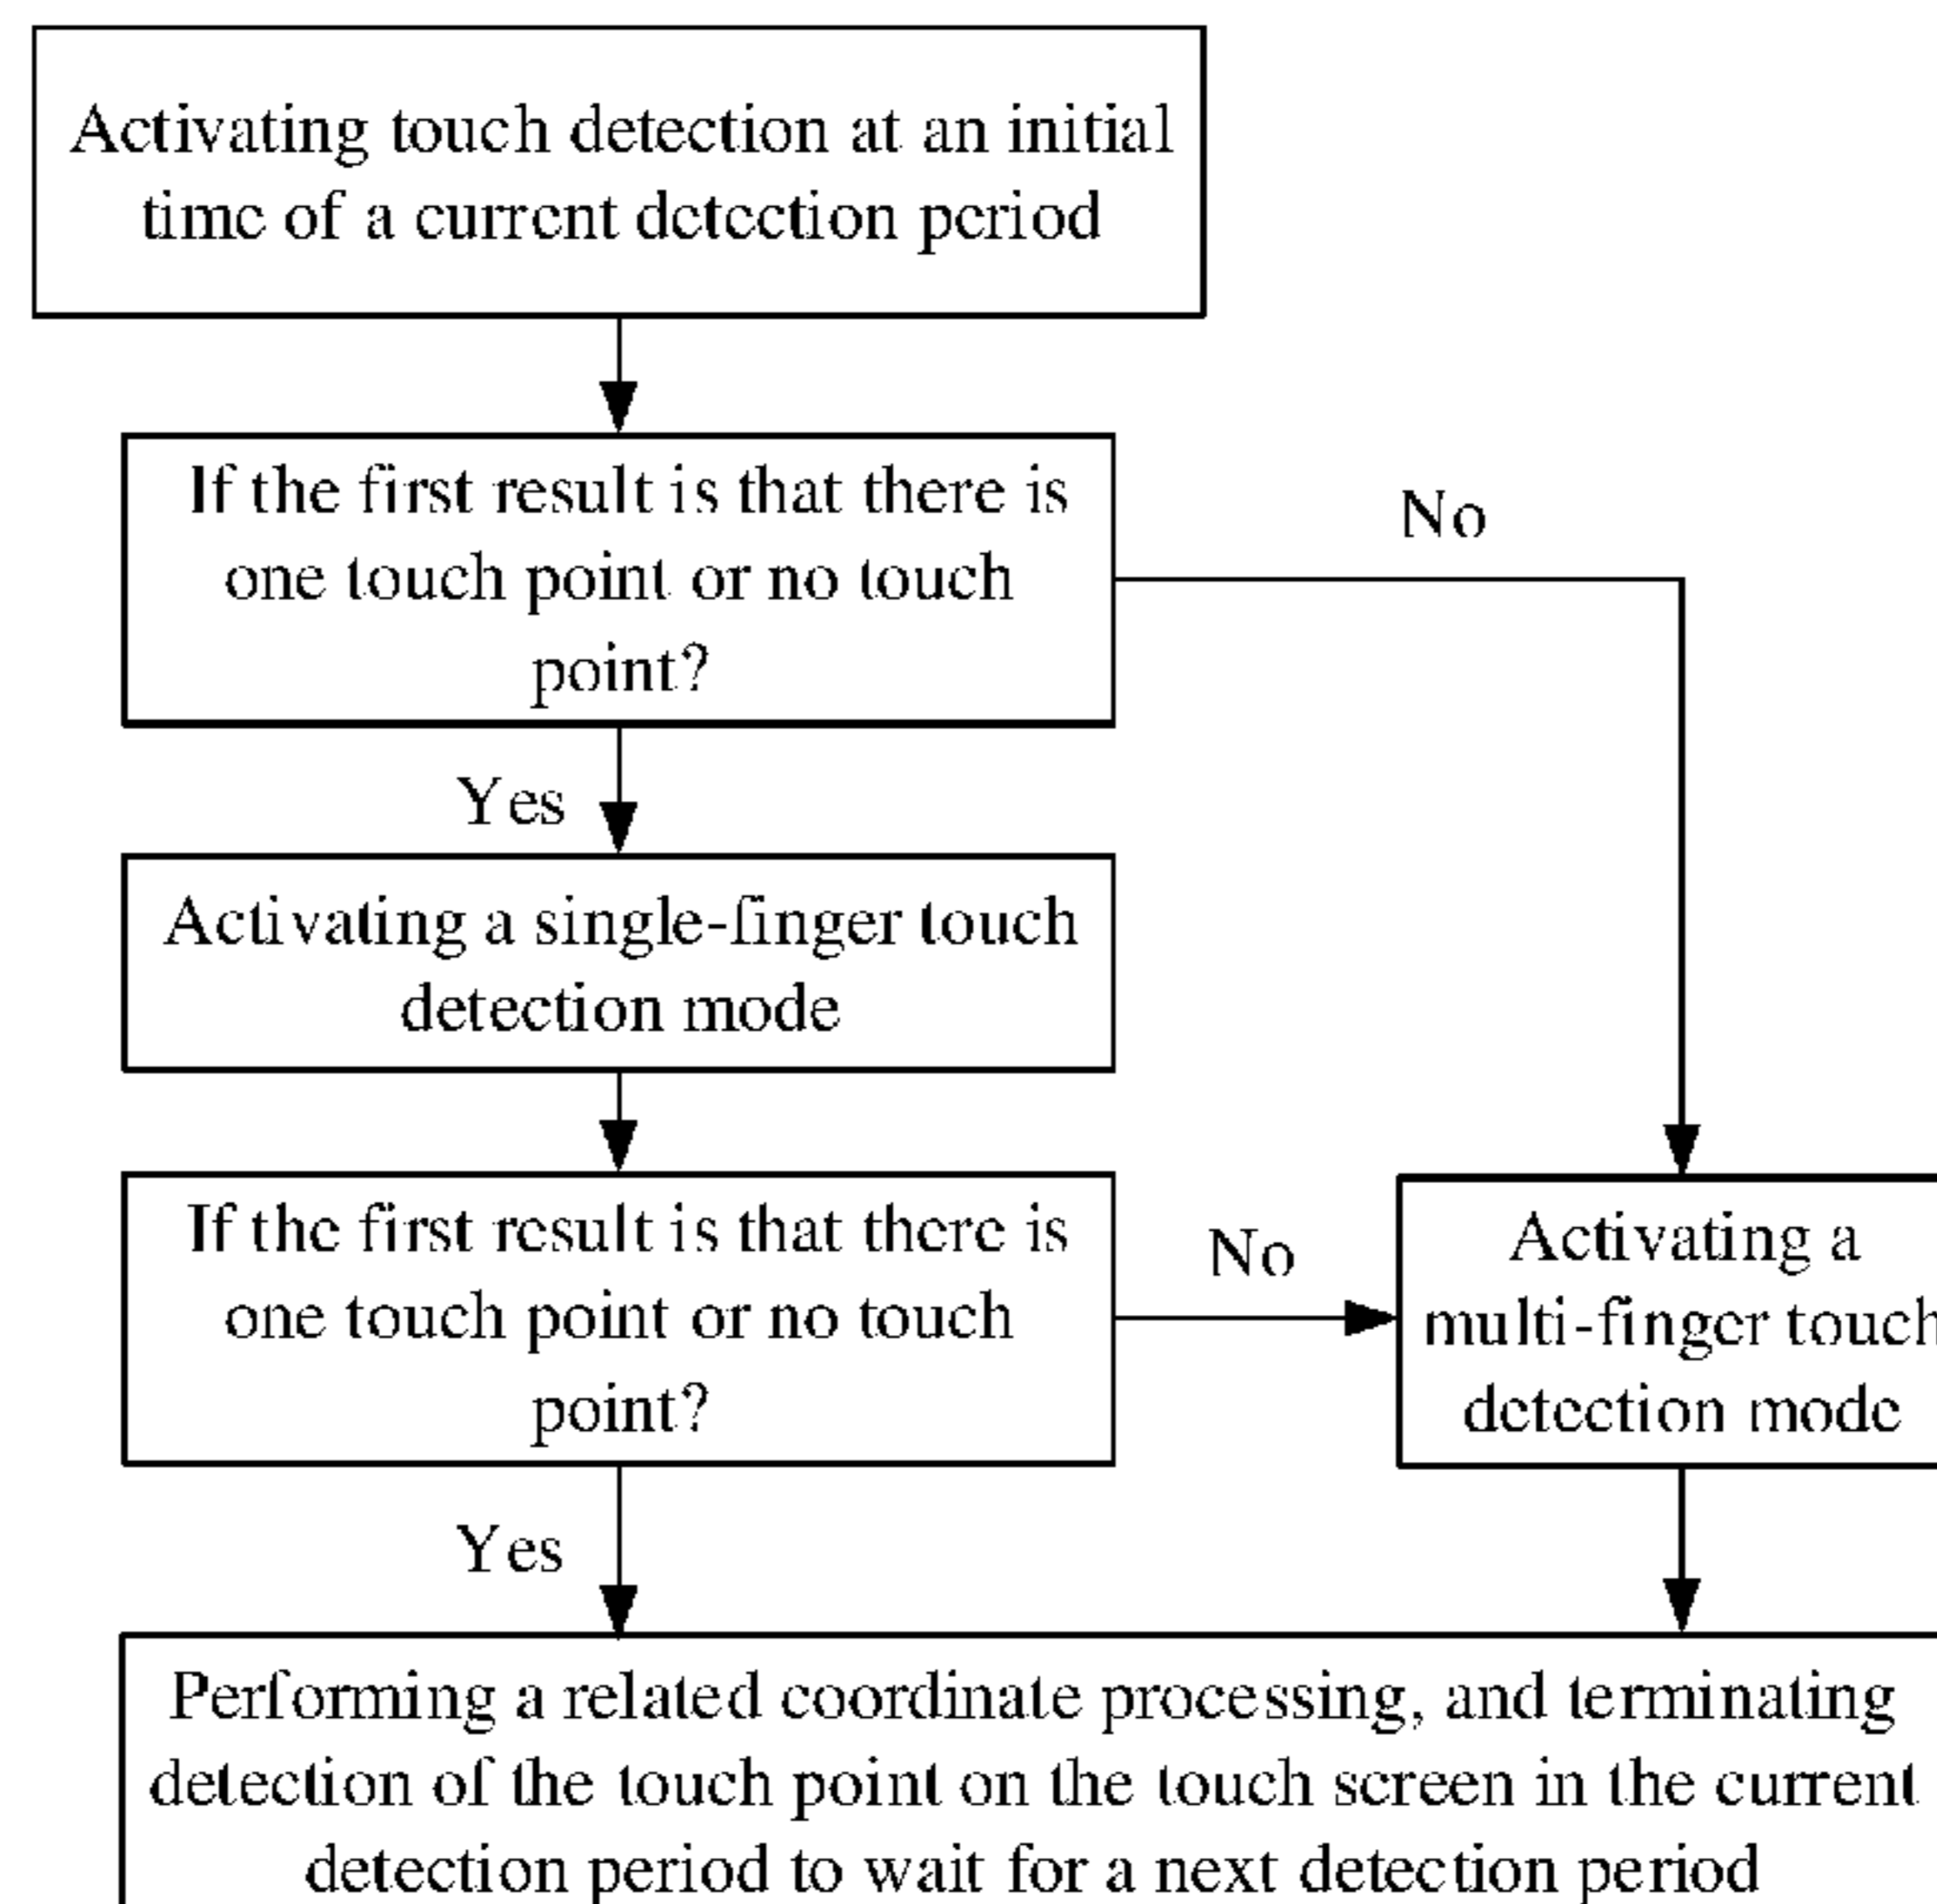 Activating touch detection at an initial
time of a current detection period
If the first result is that there is
one touch point or no touch
point?
No
Yes
Activating a single-finger touch
detection mode
If the first result is that there is
one touch point or no touch
point?
No
Activating a
multi-finger touch
detection mode
Yes
Performing a related coordinate processing, and terminating
detection of the touch point on the touch screen in the current
detection period to wait for a next detection period